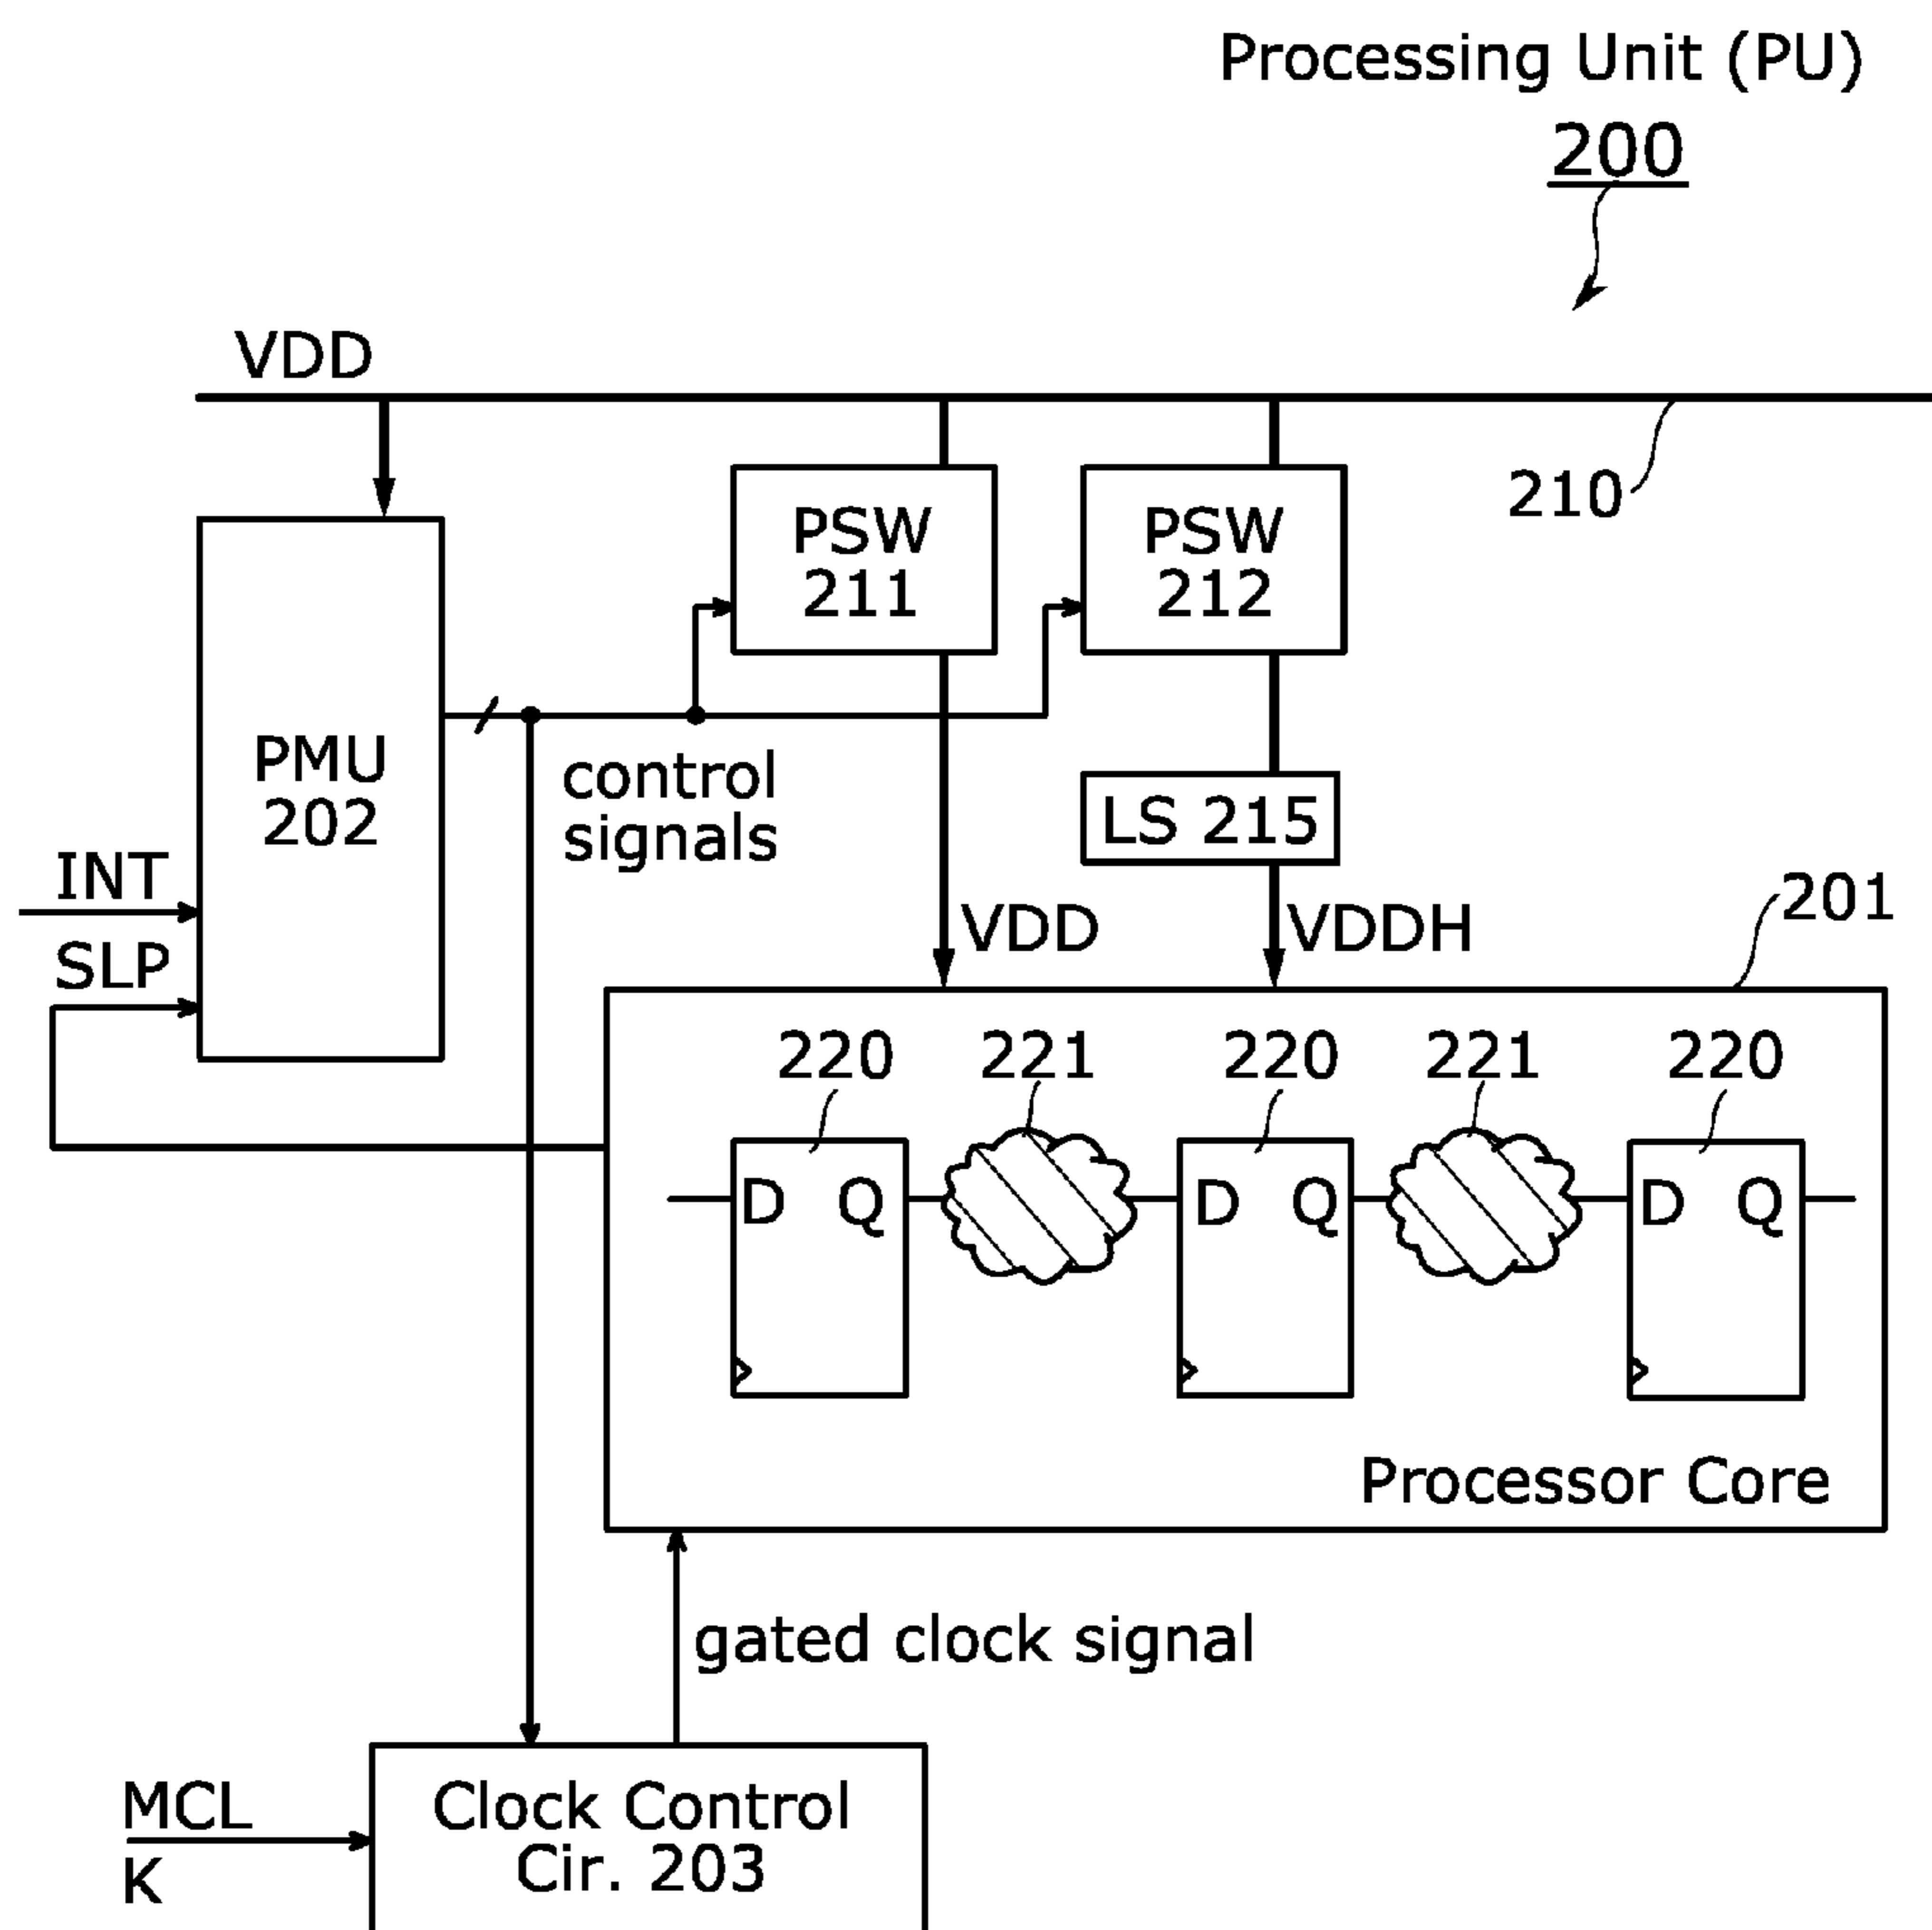 Processing Unit (PU)
200
VDD
210
PSW
211
PSW
212
PMU
202
control
signals
LS 215
INT
SLP
VDD
VDDH
201
220
221
220
221
220
D
Q
D
Q
D
Q
Processor Core
gated clock signal
MCL
K
Clock Control
Cir. 203